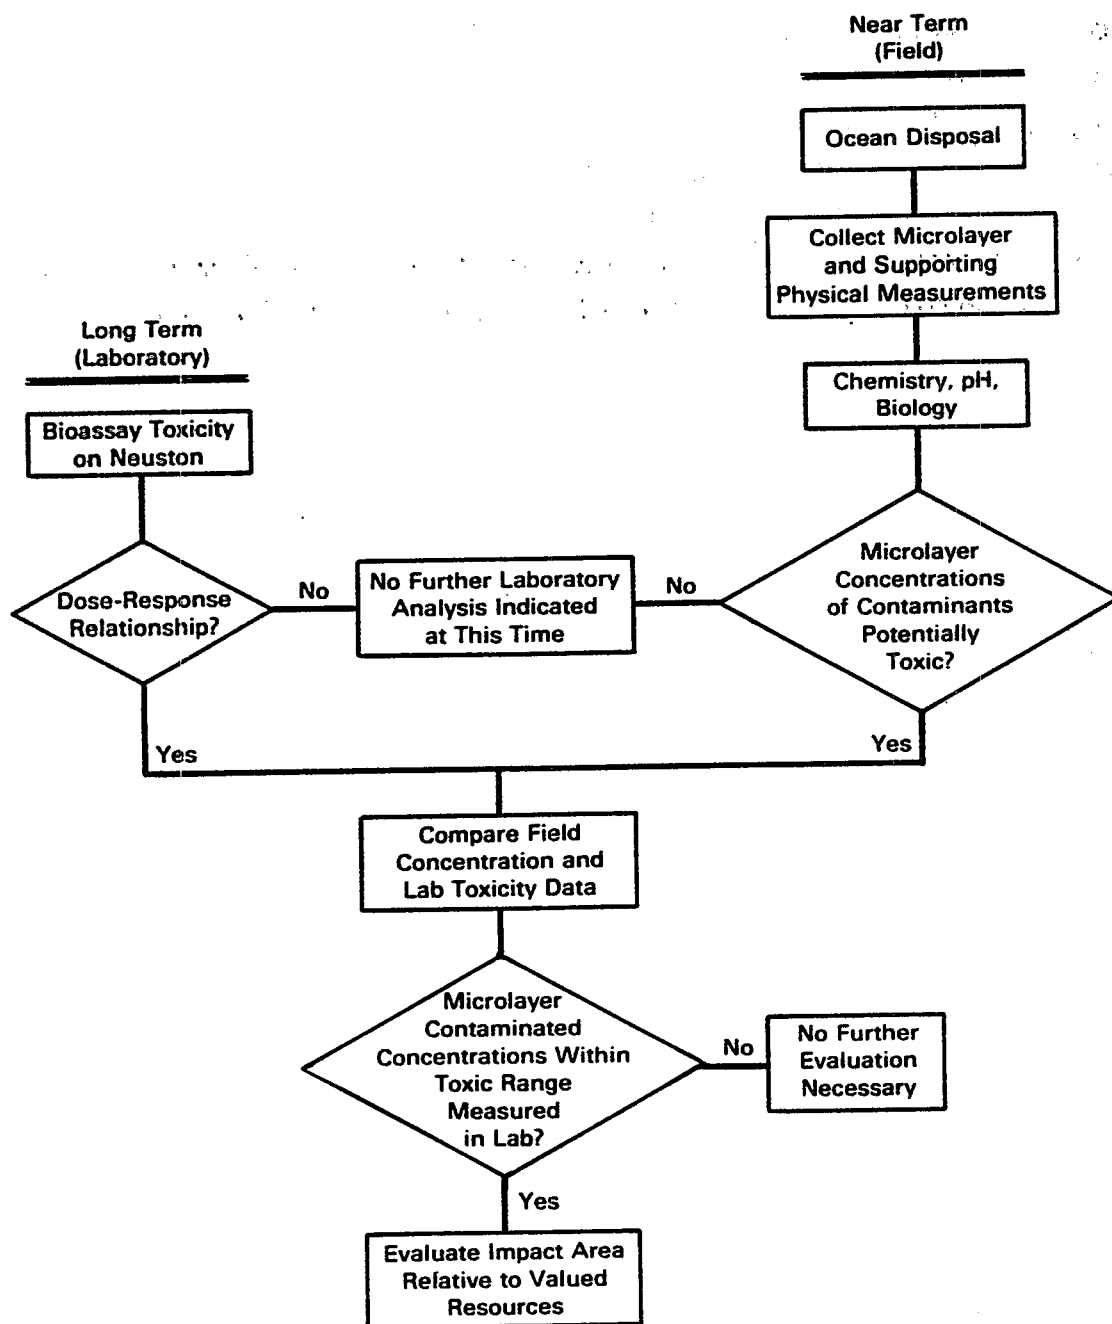 Near Term
(Field)
Ocean Disposal
Collect Microlayer
and Supporting
Physical Measurements
Chemistry, pH,
Biology
Long Term
(Laboratory)
Bioassay Toxicity
on Neuston
Dose-Response
Relationship?
No
No Further Laboratory
Analysis Indicated
at This Time
No
Microlayer
Concentrations
of Contaminants
Potentially
Toxic?
Yes
Yes
Compare Field
Concentration and
Lab Toxicity Data
Microlayer
Contaminated
Concentrations Within
Toxic Range
Measured
in Lab?
No
No Further
Evaluation
Necessary
Yes
Evaluate Impact Area
Relative to Valued
Resources